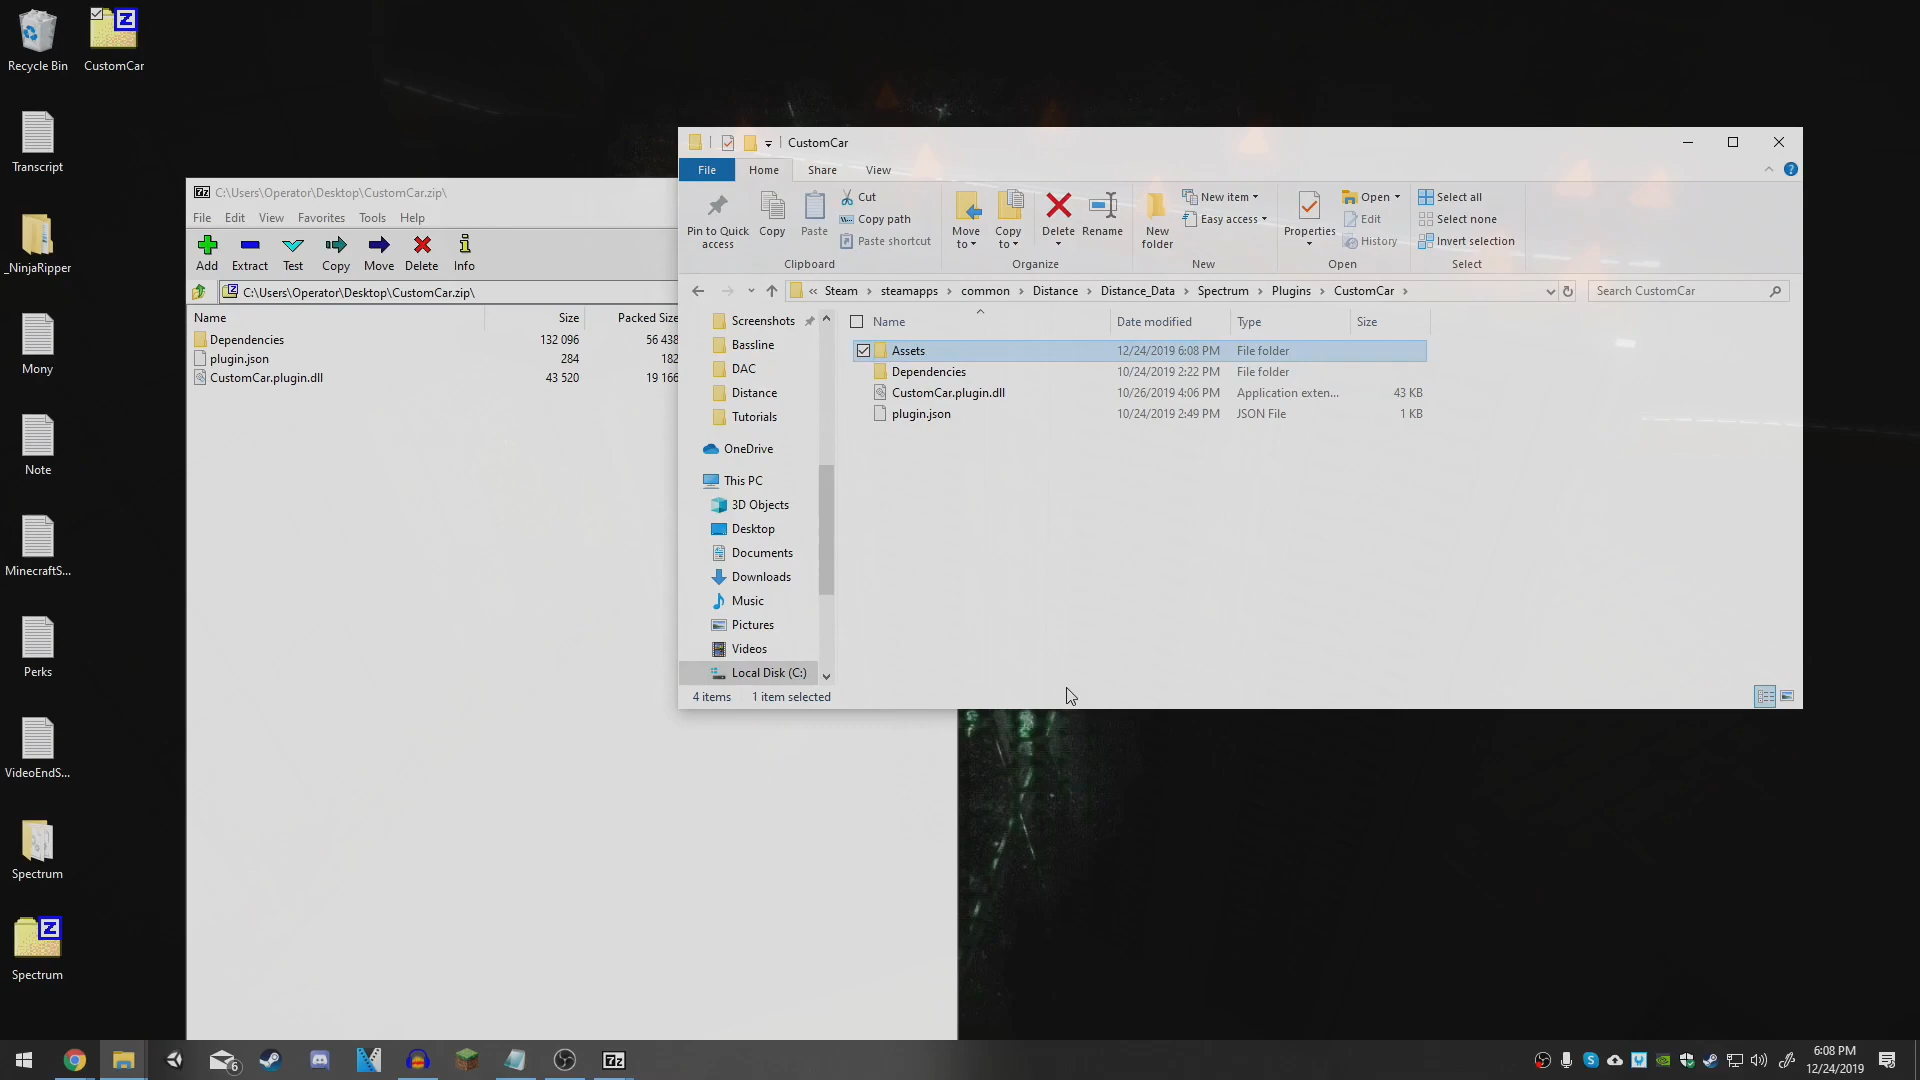 Recycle Bin
CustomCar
Transcript
_NinjaRipper
Mony
Note
MinecraftS...
Perks
VideoEndS...
Spectrum
Spectrum
C:\Users\Operator\Desktop\CustomCar.zip\
File Edit View Favorites Tools Help
Add Extract Test Copy Move Delete Info
C:\Users\Operator\Desktop\CustomCar.zip\
Name Size Packed Size
Dependencies 132 096 56 438
plugin.json 284 182
CustomCar.plugin.dll 43 520 19 166
CustomCar
File Home Share View
Pin to Quick access
Copy
Paste
Cut
Copy path
Paste shortcut
Clipboard
Move to
Copy to
Delete
Rename
Organize
New folder
New item
Easy access
New
Properties
Open
Edit
History
Open
Select all
Select none
Invert selection
Select
« Steam › steamapps › common › Distance › Distance_Data › Spectrum › Plugins › CustomCar ›
Search CustomCar
Screenshots
Bassline
DAC
Distance
Tutorials
OneDrive
This PC
3D Objects
Desktop
Documents
Downloads
Music
Pictures
Videos
Local Disk (C:)
Name Date modified Type Size
Assets 12/24/2019 6:08 PM File folder
Dependencies 10/24/2019 2:22 PM File folder
CustomCar.plugin.dll 10/26/2019 4:06 PM Application exten... 43 KB
plugin.json 10/24/2019 2:49 PM JSON File 1 KB
4 items 1 item selected
6
7z
6:08 PM
12/24/2019